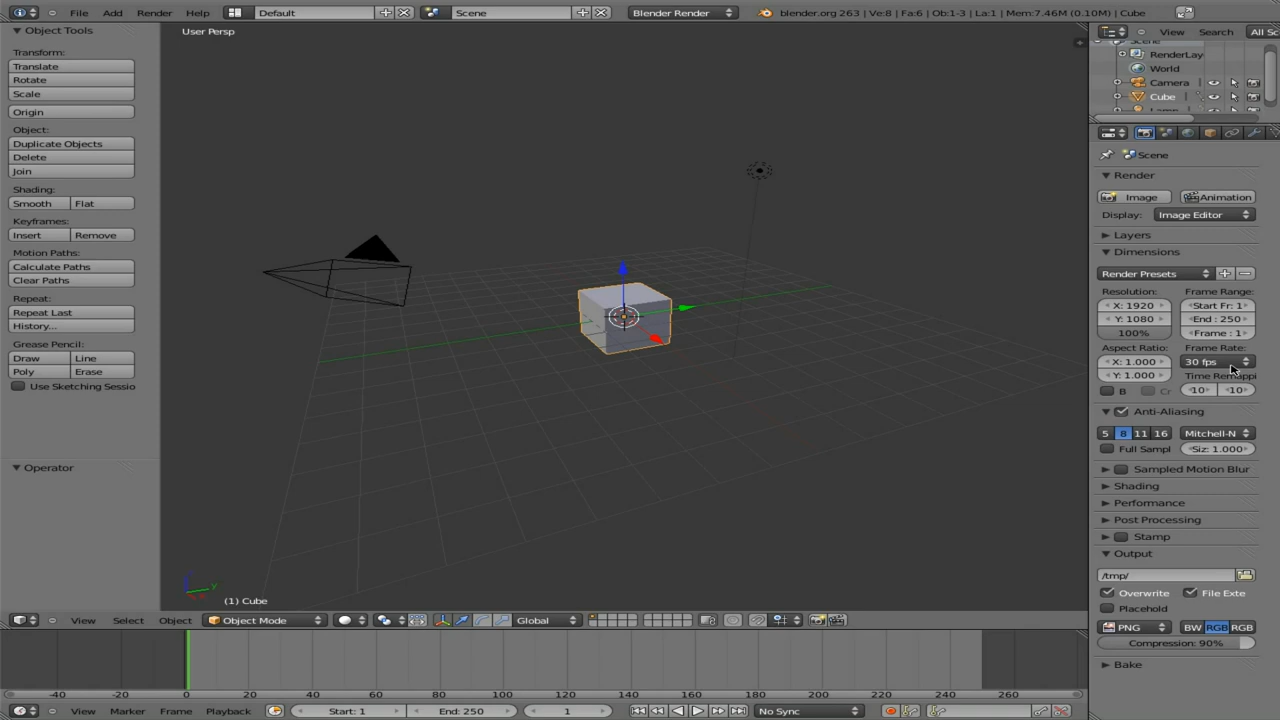 File Add Render Help Default Scene Blender Render blender.org 263 | Ve:8 | Fa:6 | Ob:1-3 | La:1 | Mem:7.46M (0.10M) | Cube
Object Tools
Transform:
Translate
Rotate
Scale
Origin
Object:
Duplicate Objects
Delete
Join
Shading:
Smooth Flat
Keyframes:
Insert Remove
Motion Paths:
Calculate Paths
Clear Paths
Repeat:
Repeat Last
History...
Grease Pencil:
Draw Line
Poly Erase
Use Sketching Sessio
Operator
User Persp
(1) Cube
View Select Object Object Mode Global
-40 -20 0 20 40 60 80 100 120 140 160 180 200 220 240 260
View Marker Frame Playback Start: 1 End: 250 1 No Sync
View Search All Sc
RenderLay
World
Camera
Cube
Scene
Render
Image Animation
Display: Image Editor
Layers
Dimensions
Render Presets
Resolution: Frame Range:
X: 1920 Start Fr: 1
Y: 1080 End : 250
100% Frame : 1
Aspect Ratio: Frame Rate:
X: 1.000 30 fps
Y: 1.000 Time Remappi
B Cr 10 10
Anti-Aliasing
5 8 11 16 Mitchell-N
Full Sampl Siz: 1.000
Sampled Motion Blur
Shading
Performance
Post Processing
Stamp
Output
/tmp/
Overwrite File Exte
Placehold
PNG BW RGB RGB
Compression: 90%
Bake